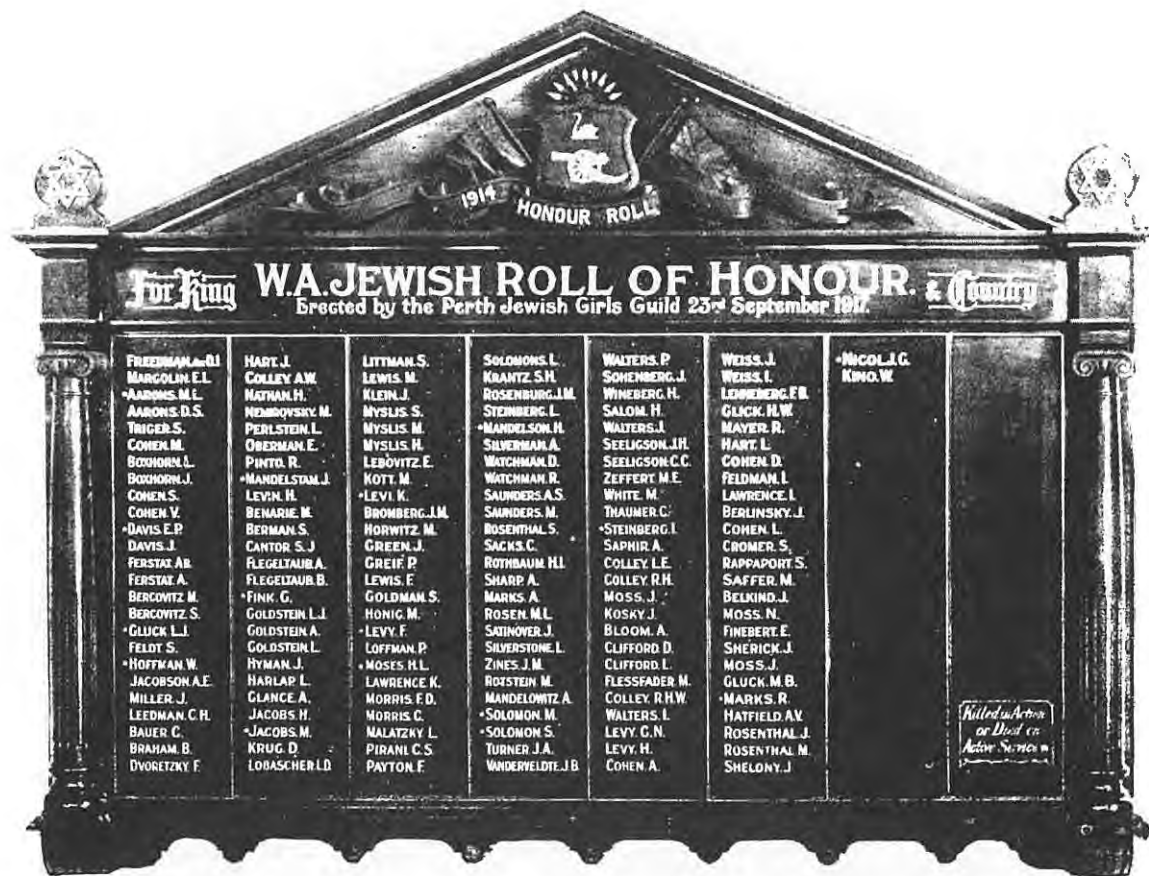 1914
HONOUR ROLL
For King
W.A. JEWISH ROLL OF HONOUR.
& Country
Erected by the Perth Jewish Girls Guild 23rd September 1917.
FREEDMAN. D.I
MARGOLIN. E.L
•AARONS. M.L.
AARONS. D.S.
TRIGER. S.
COHEN. M.
BOXHORN. L.
BOXHORN. J.
COHEN. S.
COHEN. V.
•DAVIS. E.P.
DAVIS. J.
FERSTAT. AB.
FERSTAT. A.
BERCOVITZ. M.
BERCOVITZ. S.
•GLUCK. L.J.
FELDT. S.
•HOFFMAN. W.
JACOBSON. A.E.
MILLER. J.
LEEDMAN. C.H.
BAUER. C.
BRAHAM. B.
DVORETZKY. F.
HART. J.
COLLEY. A.W.
NATHAN. H.
NEMIROVSKY. M.
PERLSTEIN. L.
OBERMAN. E.
PINTO. R.
•MANDELSTAM. J.
LEVIN. H.
BENARIE. M.
BERMAN. S.
CANTOR. S.J
FLEGELTAUB. A.
FLEGELTAUB. B.
•FINK. G.
GOLDSTEIN. L.J.
GOLDSTEIN. A.
GOLDSTEIN. L.
HYMAN. J.
HARLAP. L.
GLANCE. A.
JACOBS. H.
•JACOBS. M.
KRUG. D.
LOBASCHER. I.D.
LITTMAN. S.
LEWIS. M.
KLEIN. J.
MYSLIS. S.
MYSLIS. M.
MYSLIS. H.
LEBOVITZ. E.
KOTT. M.
•LEVI. K.
BROMBERG. J.M.
HORWITZ. M.
GREEN. J.
GREIF. P.
LEWIS. F.
GOLDMAN. S.
HONIG. M.
•LEVY. F.
LOFFMAN. P.
•MOSES. H.L.
LAWRENCE. K.
MORRIS. F.D.
MORRIS. C.
MALATZKY. L.
PIRANI. C.S.
PAYTON. F.
SOLOMONS. L.
KRANTZ. S.H.
ROSENBURG. J.M.
STEINBERG. L.
•MANDELSON. H.
SILVERMAN. A.
WATCHMAN. D.
WATCHMAN. R.
SAUNDERS. A.S.
SAUNDERS. M.
ROSENTHAL. S.
SACKS. C.
ROTHBAUM. H.I.
SHARP. A.
MARKS. A.
ROSEN. M.L.
SATINOVER. J.
SILVERSTONE. L.
ZINES. J.M.
ROTSTEIN. M.
MANDELOWITZ. A.
•SOLOMON. M.
•SOLOMON. S.
TURNER. J.A.
VANDERVELDTE. J.B
WALTERS. P.
SOHENBERG. J.
WINEBERG. H.
SALOM. H.
WALTERS. J.
SEELIGSON. J.H.
SEELIGSON. C.C.
ZEFFERT. M.E.
WHITE. M.
THAUMER. C.
•STEINBERG. I.
SAPHIR. A.
COLLEY. L.E.
COLLEY. R.H.
MOSS. J.
KOSKY. J.
BLOOM. A.
CLIFFORD. D.
CLIFFORD. L.
FLESSFADER. M.
COLLEY. R.H.W.
WALTERS. I.
LEVY. G.N.
LEVY. H.
COHEN. A.
WEISS. J.
WEISS. I.
LENNEBERG. F.B.
GLICK. H.W.
MAYER. R.
HART. L.
COHEN. D.
FELDMAN. I.
LAWRENCE. I.
BERLINSKY. J.
COHEN. L.
CROMER. S.
RAPPAPORT. S.
SAFFER. M.
BELKIND. J.
MOSS. N.
FINEBERT. E.
SHERICK. J.
MOSS. J.
GLUCK. M.B.
•MARKS. R.
HATFIELD. A.V.
ROSENTHAL. J
ROSENTHAL. M.
SHELONY. J
•NICOL. J.G.
KINO. W.
Killed in Action
or Died on
Active Service